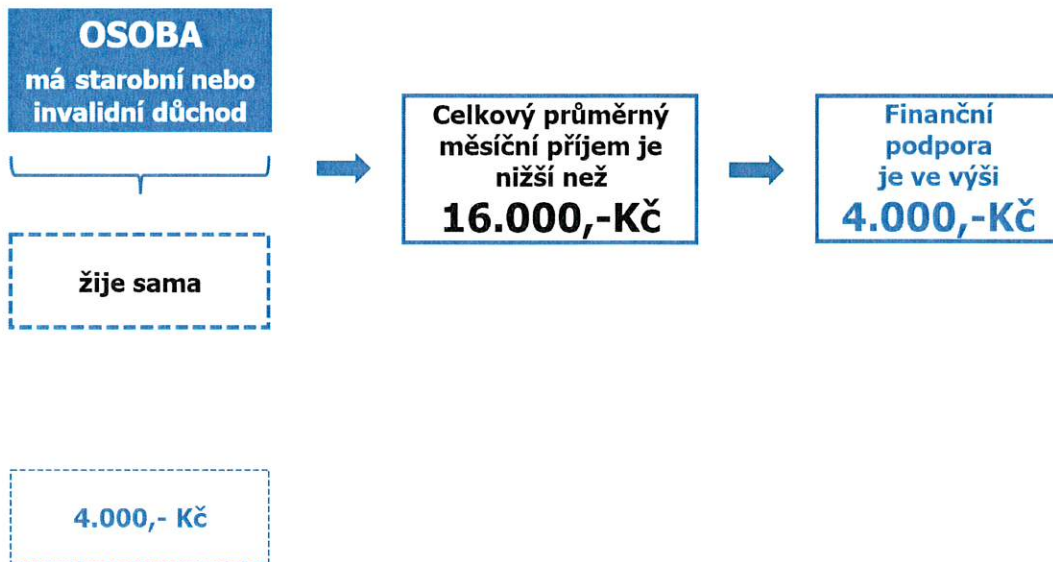 OSOBA
má starobní nebo
invalidní důchod
žije sama
Celkový průměrný
měsíční příjem je
nižší než
16.000,-Kč
Finanční
podpora
je ve výši
4.000,-Kč
4.000,- Kč